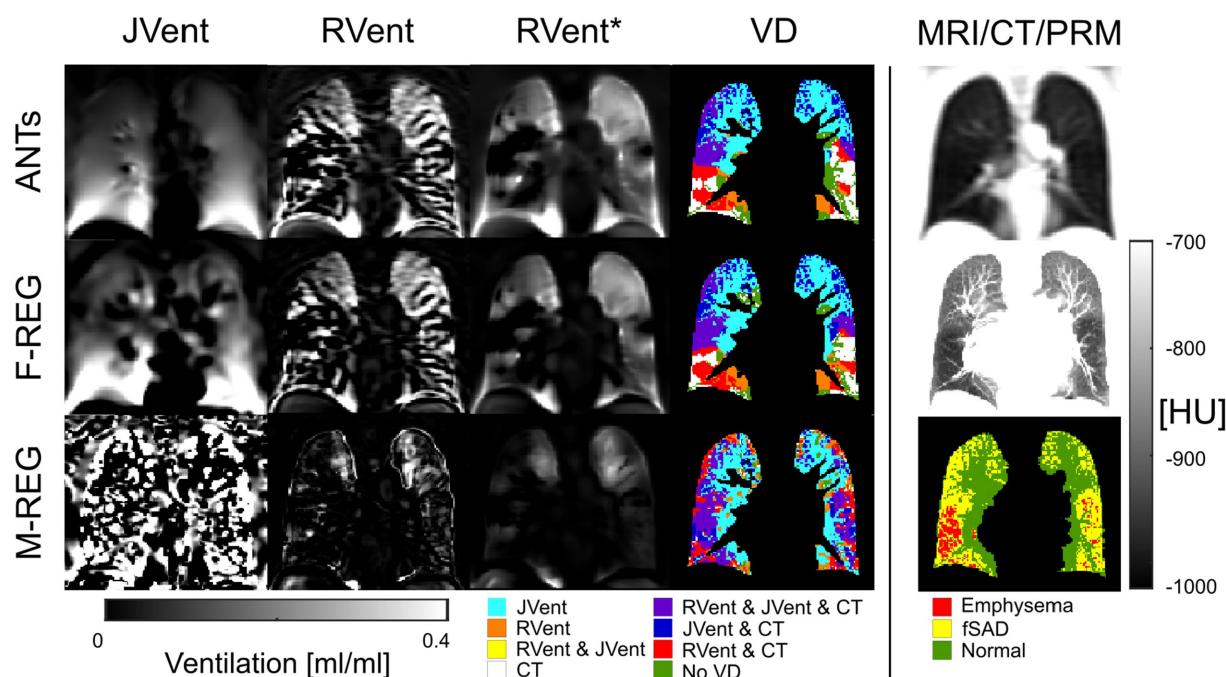 JVent RVent RVent* VD MRI/CT/PRM
ANTs
F-REG
M-REG
-700
-800
[HU]
-900
-1000
0 0.4
Ventilation [ml/ml]
JVent
RVent
RVent & JVent
CT
RVent & JVent & CT
JVent & CT
RVent & CT
No VD
Emphysema
fSAD
Normal